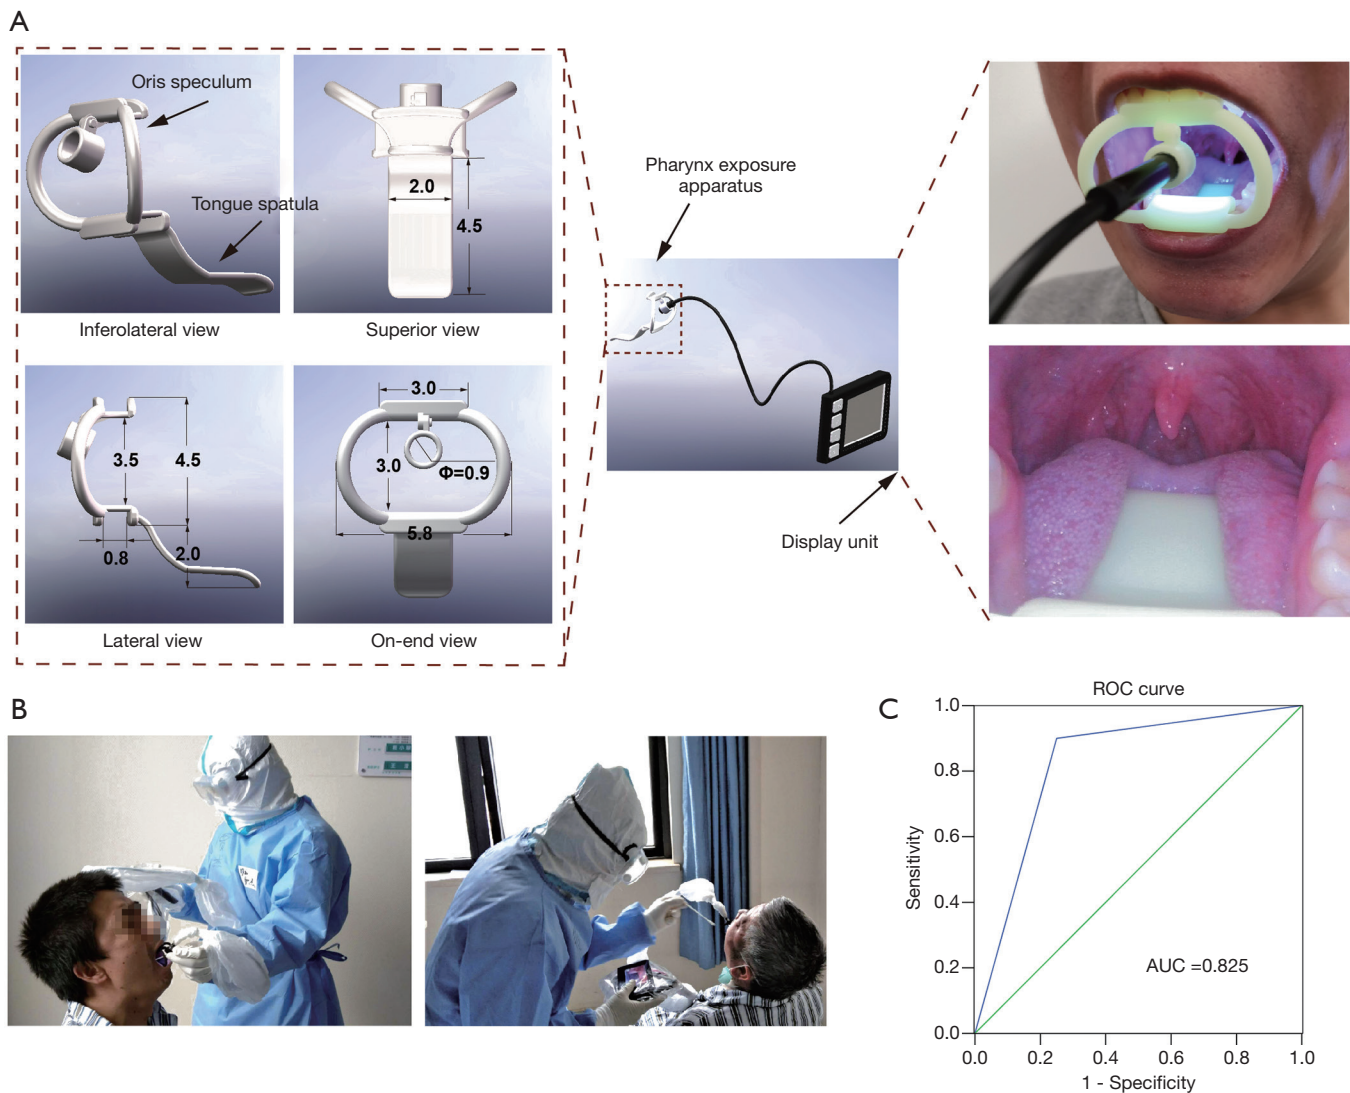 A
Oris speculum
Tongue spatula
Inferolateral view
2.0
4.5
Superior view
3.5
4.5
0.8
2.0
Lateral view
3.0
3.0
Φ=0.9
5.8
On-end view
Pharynx exposure
apparatus
Display unit
B
C
ROC curve
Sensitivity
1.0
0.8
0.6
0.4
0.2
0.0
AUC =0.825
0.0 0.2 0.4 0.6 0.8 1.0
1 - Specificity